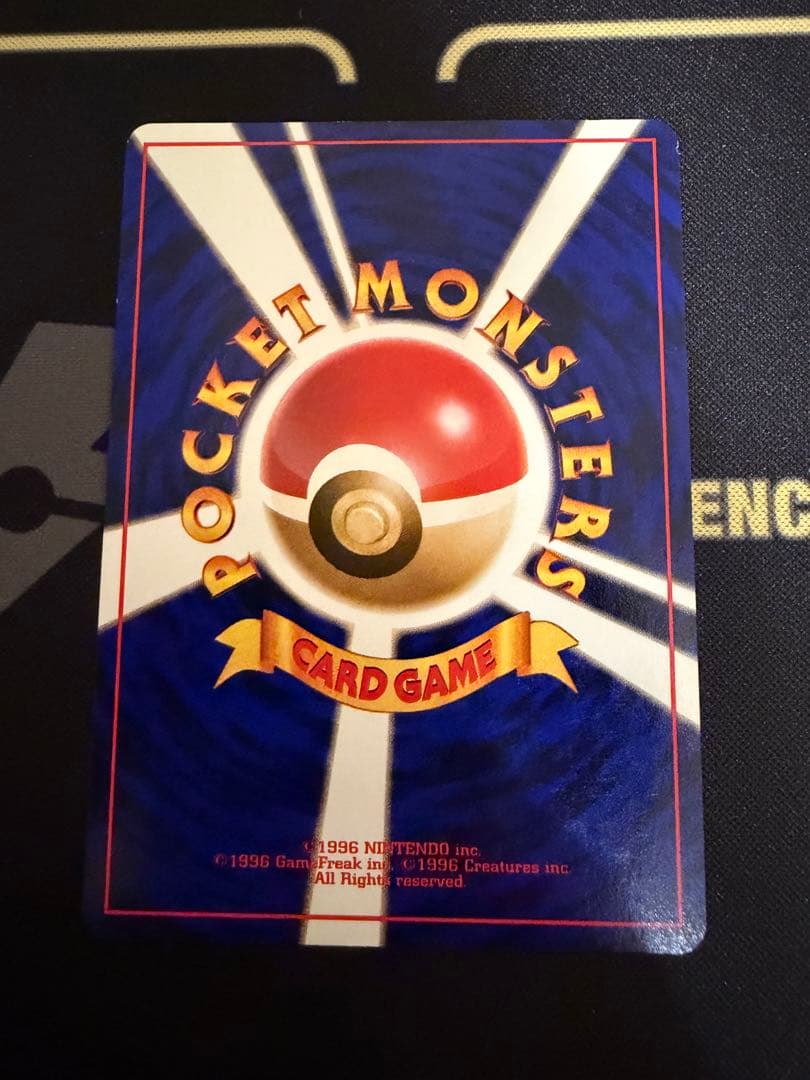 POCKET MONSTERS
CARD GAME
©1996 NINTENDO inc.
©1996 GameFreak inc. ©1996 Creatures inc.
All Rights reserved.
ENC